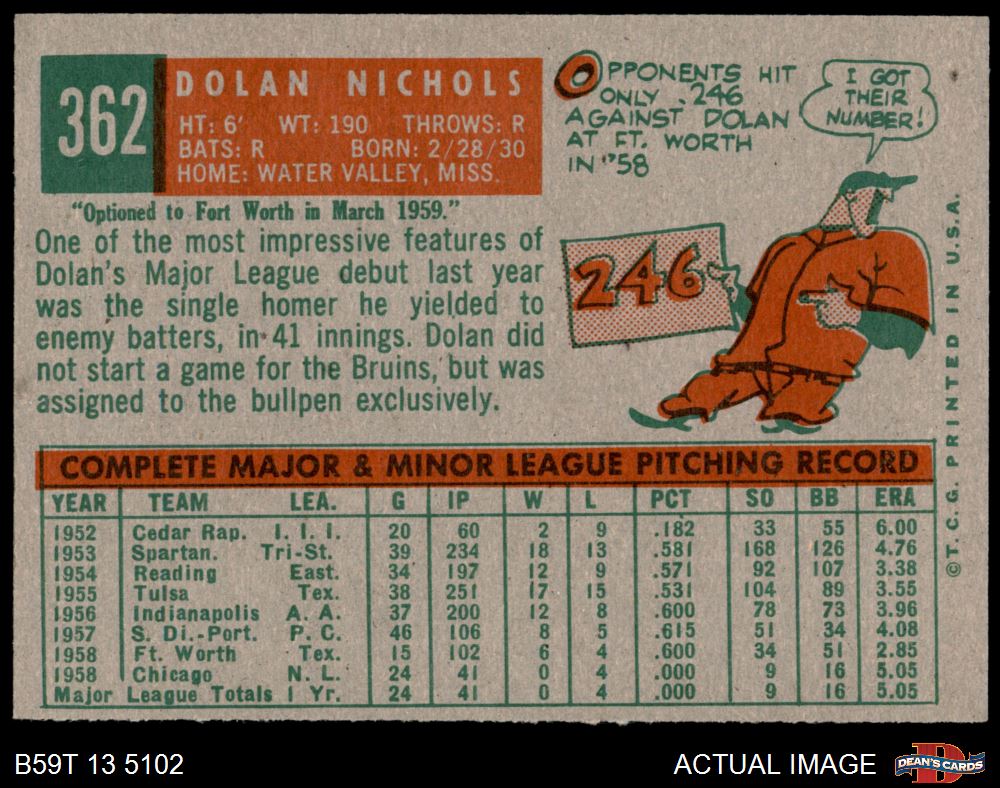 362
DOLAN NICHOLS
HT: 6' WT: 190 THROWS: R
BATS: R BORN: 2/28/30
HOME: WATER VALLEY, MISS.
"Optioned to Fort Worth in March 1959."
One of the most impressive features of
Dolan's Major League debut last year
was the single homer he yielded to
enemy batters, in 41 innings. Dolan did
not start a game for the Bruins, but was
assigned to the bullpen exclusively.
OPPONENTS HIT
ONLY .246
AGAINST DOLAN
AT FT. WORTH
IN '58
I GOT
THEIR
NUMBER!
246
COMPLETE MAJOR & MINOR LEAGUE PITCHING RECORD
YEAR TEAM LEA. G IP W L PCT SO BB ERA
1952 Cedar Rap. I. I. I. 20 60 2 9 .182 33 55 6.00
1953 Spartan. Tri-St. 39 234 18 13 .581 168 126 4.76
1954 Reading East. 34 197 12 9 .571 92 107 3.38
1955 Tulsa Tex. 38 251 17 15 .531 104 89 3.55
1956 Indianapolis A. A. 37 200 12 8 .600 78 73 3.96
1957 S. Di.-Port. P. C. 46 106 8 5 .615 51 34 4.08
1958 Ft. Worth Tex. 15 102 6 4 .600 34 51 2.85
1958 Chicago N. L. 24 41 0 4 .000 9 16 5.05
Major League Totals 1 Yr. 24 41 0 4 .000 9 16 5.05
©T. C. G. PRINTED IN U.S.A.
B59T 13 5102
ACTUAL IMAGE
D
DEAN'S CARDS